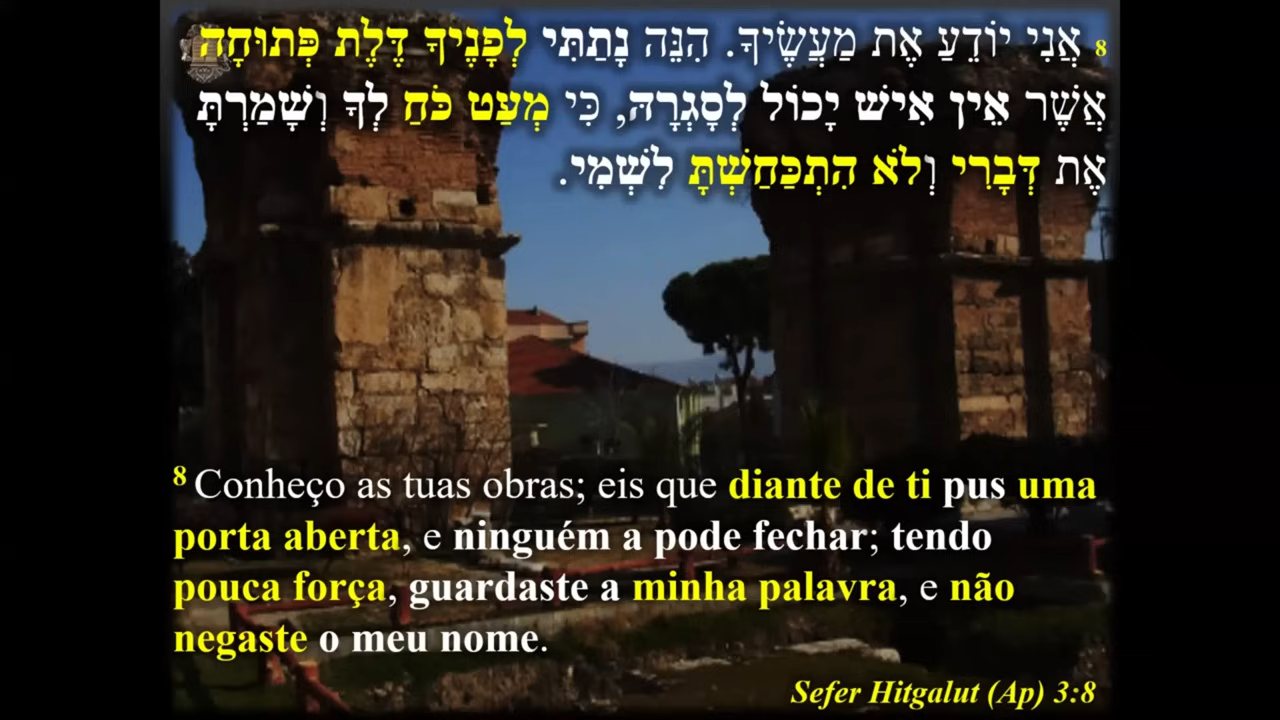 8 אֲנִי יוֹדֵעַ אֶת מַעֲשֶׂיךָ. הִנֵּה נָתַתִּי לְפָנֶיךָ דֶּלֶת פְּתוּחָה
אֲשֶׁר אֵין אִישׁ יָכוֹל לְסָגְרָהּ, כִּי מְעַט כֹּחַ לְךָ וְשָׁמַרְתָּ
אֶת דְּבָרִי וְלֹא הִתְכַּחַשְׁתָּ לִשְׁמִי.
8 Conheço as tuas obras; eis que diante de ti pus uma
porta aberta, e ninguém a pode fechar; tendo
pouca força, guardaste a minha palavra, e não
negaste o meu nome.
Sefer Hitgalut (Ap) 3:8